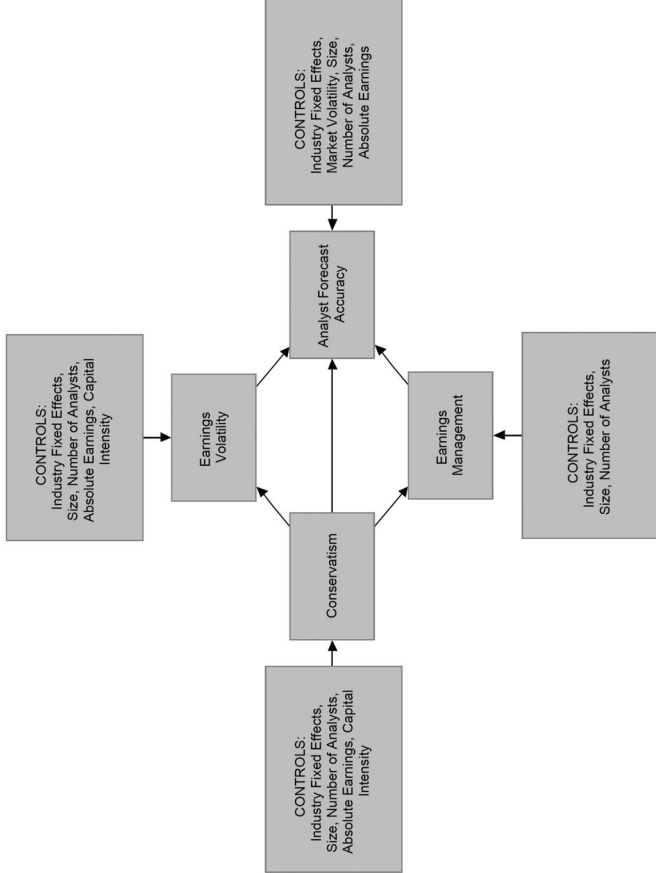 CONTROLS:
Industry Fixed Effects,
Size, Number of Analysts,
Absolute Earnings, Capital
Intensity
Earnings
Volatility
CONTROLS:
Industry Fixed Effects,
Size, Number of Analysts,
Absolute Earnings, Capital
Intensity
Conservatism
Analyst Forecast
Accuracy
CONTROLS:
Industry Fixed Effects,
Market Volatility, Size,
Number of Analysts,
Absolute Earnings
Earnings
Management
CONTROLS:
Industry Fixed Effects,
Size, Number of Analysts